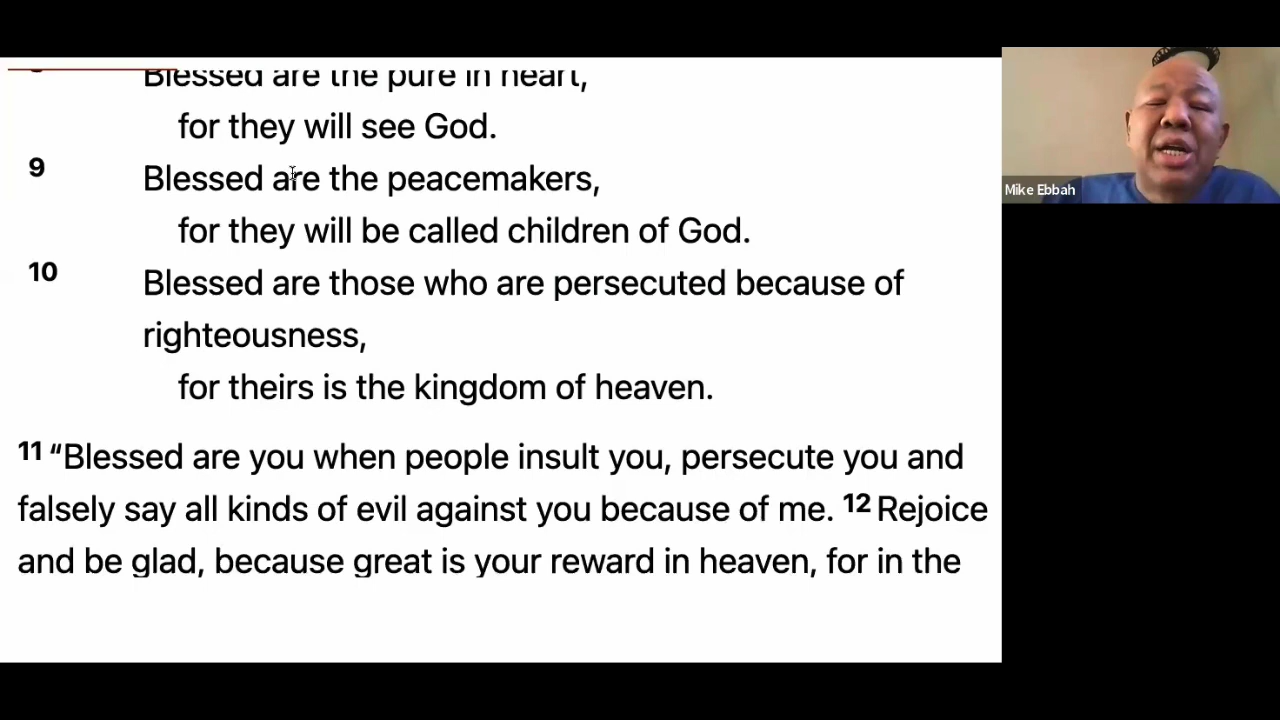 Blessed are the pure in heart,
for they will see God.
9 Blessed are the peacemakers,
for they will be called children of God.
10 Blessed are those who are persecuted because of
righteousness,
for theirs is the kingdom of heaven.
11 “Blessed are you when people insult you, persecute you and
falsely say all kinds of evil against you because of me. 12 Rejoice
and be glad, because great is your reward in heaven, for in the
Mike Ebbah